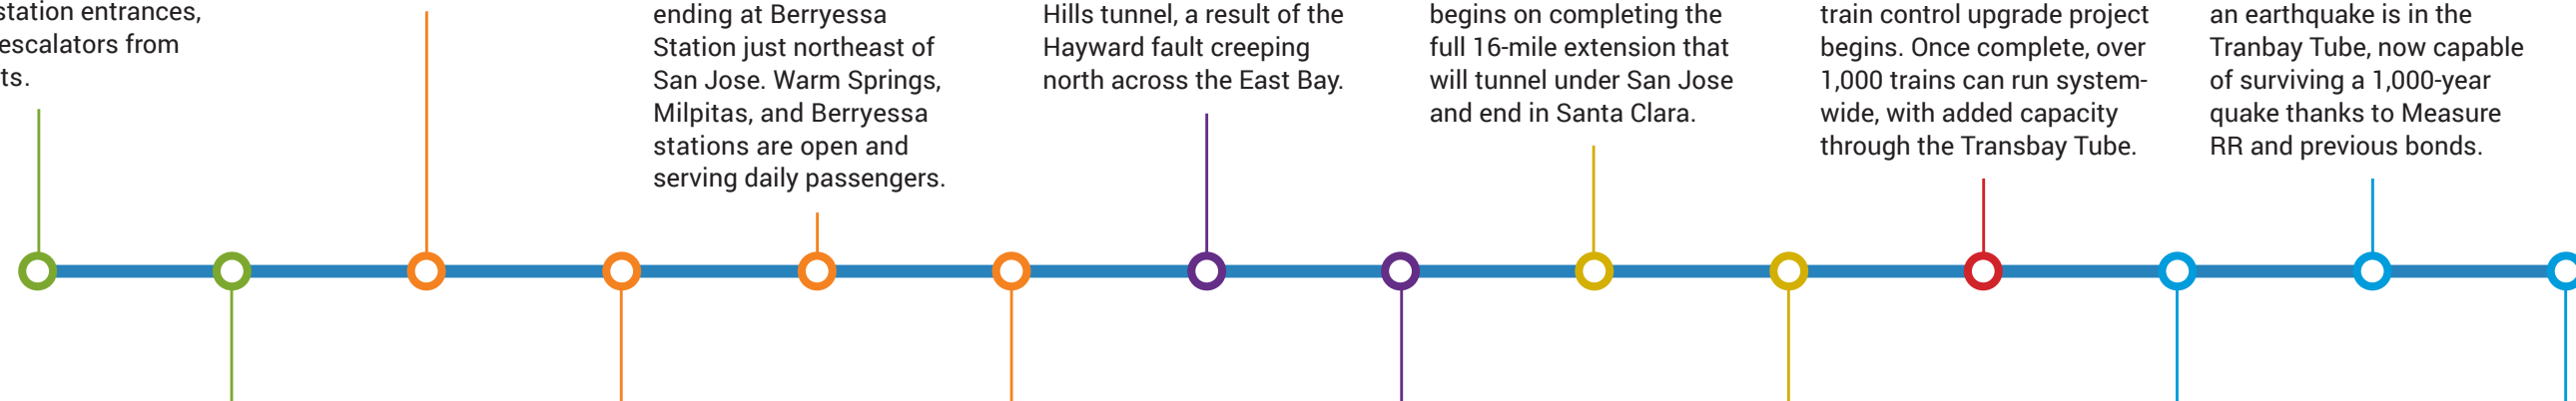 station entrances,
escalators from
ts.
ending at Berryessa
Station just northeast of
San Jose. Warm Springs,
Milpitas, and Berryessa
stations are open and
serving daily passengers.
Hills tunnel, a result of the
Hayward fault creeping
north across the East Bay.
begins on completing the
full 16-mile extension that
will tunnel under San Jose
and end in Santa Clara.
train control upgrade project
begins. Once complete, over
1,000 trains can run system-
wide, with added capacity
through the Transbay Tube.
an earthquake is in the
Tranbay Tube, now capable
of surviving a 1,000-year
quake thanks to Measure
RR and previous bonds.